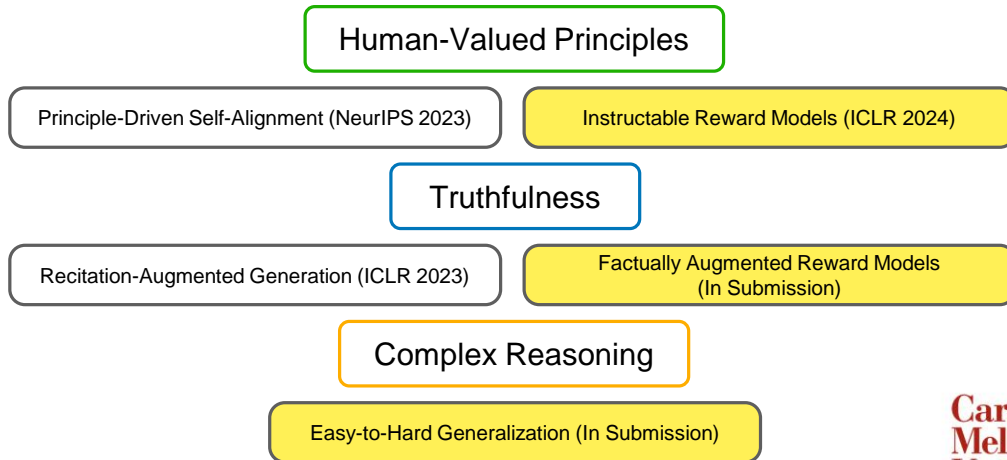 Human-Valued Principles
Principle-Driven Self-Alignment (NeurIPS 2023)
Instructable Reward Models (ICLR 2024)
Truthfulness
Recitation-Augmented Generation (ICLR 2023)
Factually Augmented Reward Models
(In Submission)
Complex Reasoning
Easy-to-Hard Generalization (In Submission)
Car
Mel